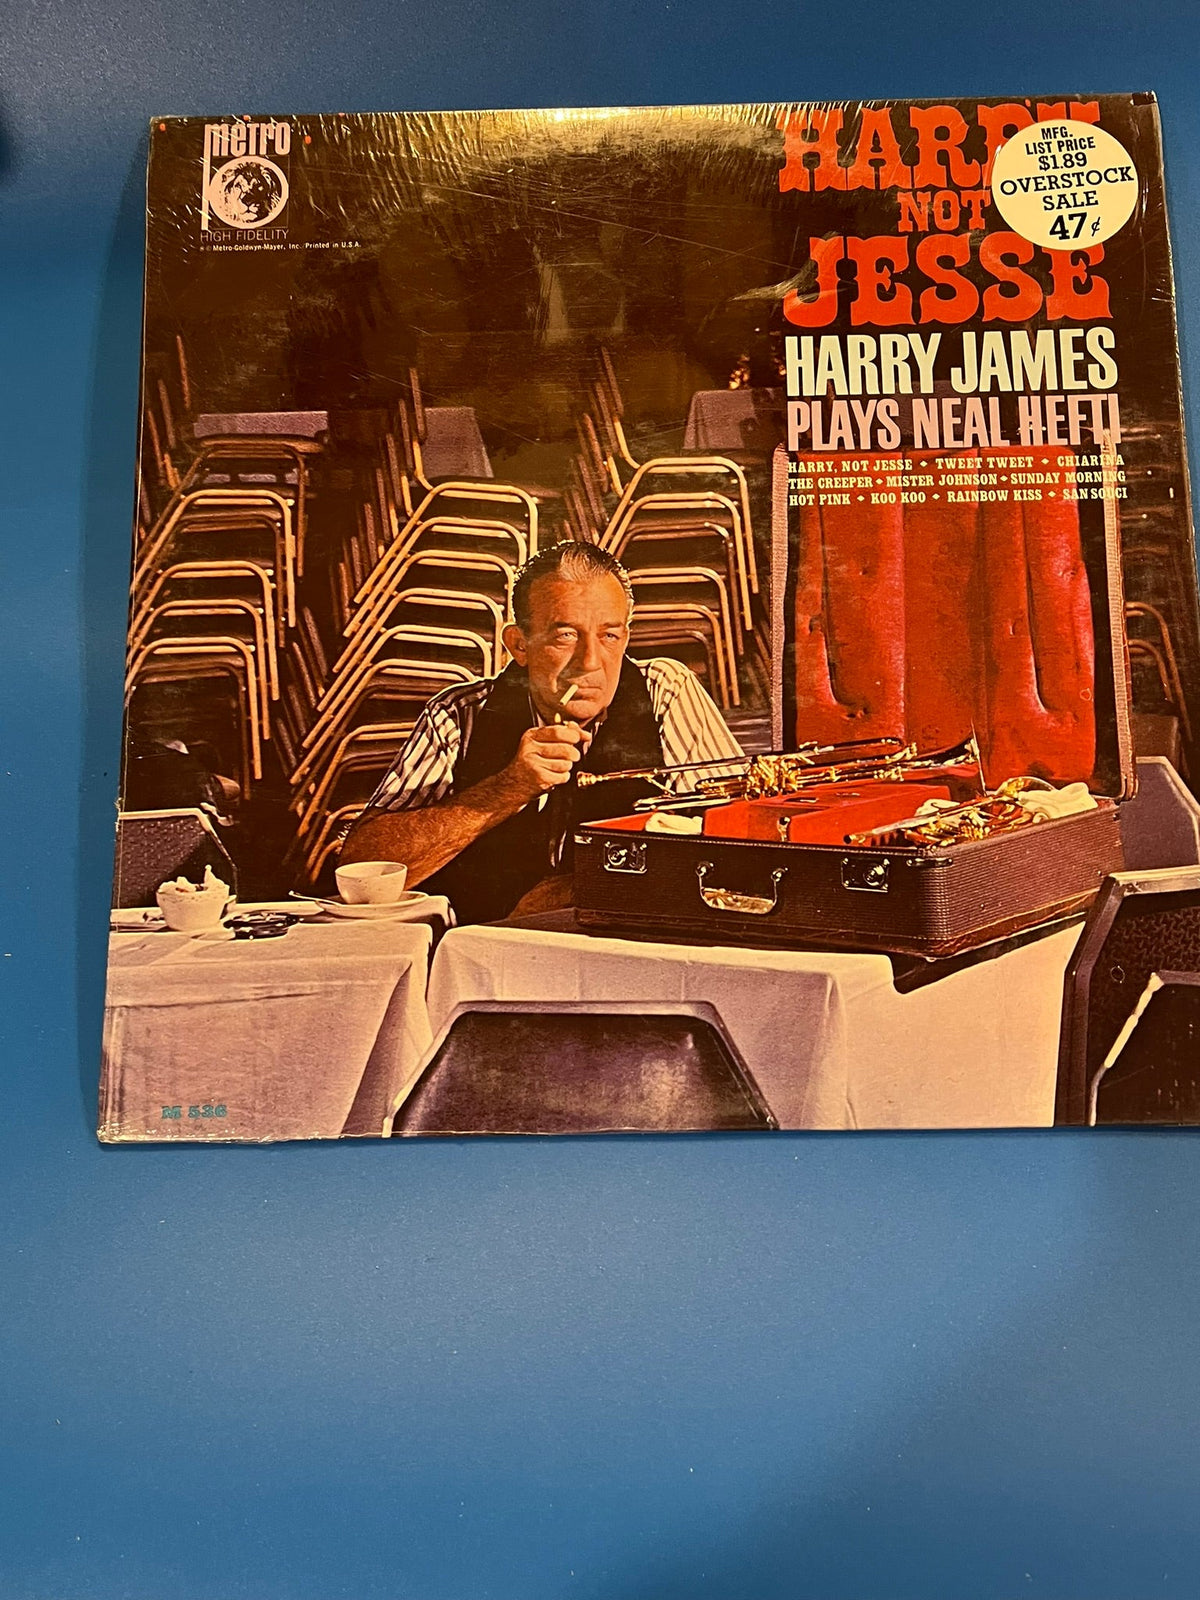 metro
HIGH FIDELITY
Metro-Goldwyn-Mayer, Inc./Printed in U.S.A.
MFG.
LIST PRICE
$1.89
OVERSTOCK
SALE
47¢
NOT
JESSE
HARRY JAMES
PLAYS NEAL HEFTI
HARRY, NOT JESSE • TWEET TWEET • CHIARINA
THE CREEPER • MISTER JOHNSON • SUNDAY MORNING
HOT PINK • KOO KOO • RAINBOW KISS • SAN SOUCI
M 536